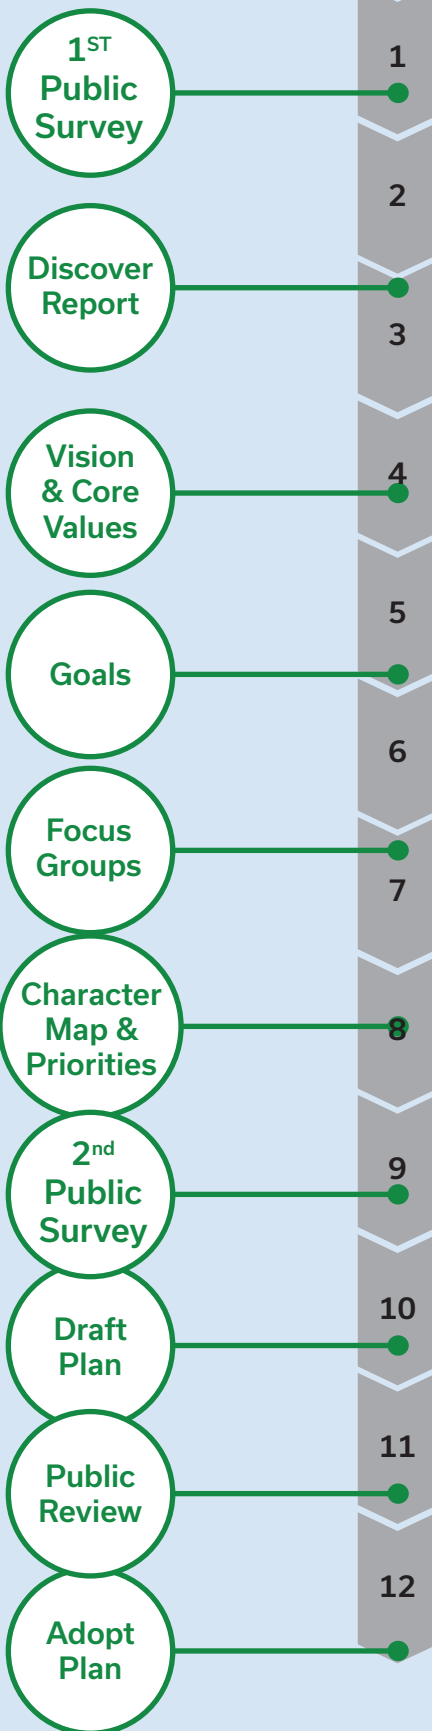 1ST
Public
Survey
1
2
Discover
Report
3
Vision
& Core
Values
4
5
Goals
6
Focus
Groups
7
Character
Map &
Priorities
8
2nd
Public
Survey
9
10
Draft
Plan
11
Public
Review
12
Adopt
Plan